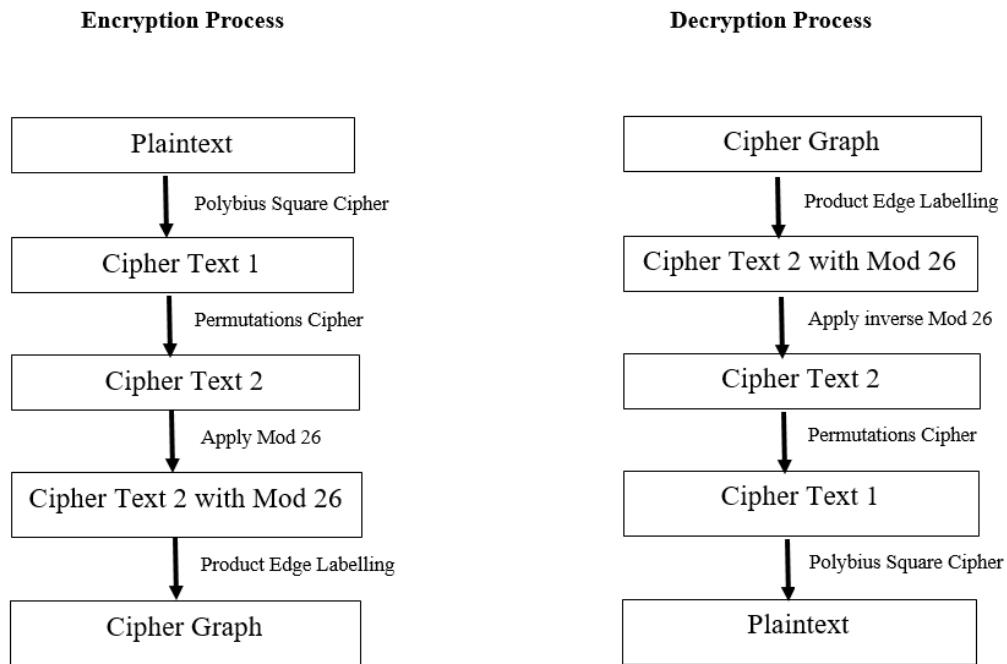 Encryption Process
Plaintext
Polybius Square Cipher
Cipher Text 1
Permutations Cipher
Cipher Text 2
Apply Mod 26
Cipher Text 2 with Mod 26
Product Edge Labelling
Cipher Graph
Decryption Process
Cipher Graph
Product Edge Labelling
Cipher Text 2 with Mod 26
Apply inverse Mod 26
Cipher Text 2
Permutations Cipher
Cipher Text 1
Polybius Square Cipher
Plaintext